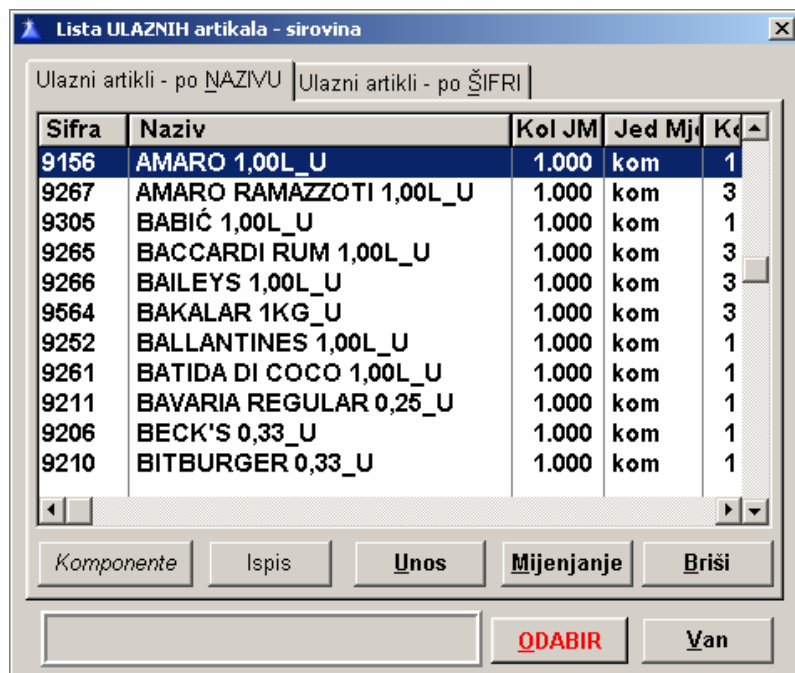 Lista ULAZNIH artikala - sirovina
Ulazni artikli - po NAZIVU Ulazni artikli - po ŠIFRI
Sifra Naziv Kol JM Jed Mj
9156 AMARO 1,00L_U 1.000 kom 1
9267 AMARO RAMAZZOTI 1,00L_U 1.000 kom 3
9305 BABIĆ 1,00L_U 1.000 kom 1
9265 BACCARDI RUM 1,00L_U 1.000 kom 3
9266 BAILEYS 1,00L_U 1.000 kom 3
9564 BAKALAR 1KG_U 1.000 kom 3
9252 BALLANTINES 1,00L_U 1.000 kom 1
9261 BATIDA DI COCO 1,00L_U 1.000 kom 1
9211 BAVARIA REGULAR 0,25_U 1.000 kom 1
9206 BECK'S 0,33_U 1.000 kom 1
9210 BITBURGER 0,33_U 1.000 kom 1
Komponente Ispis Unos Mijenjanje Briši
ODABIR Van